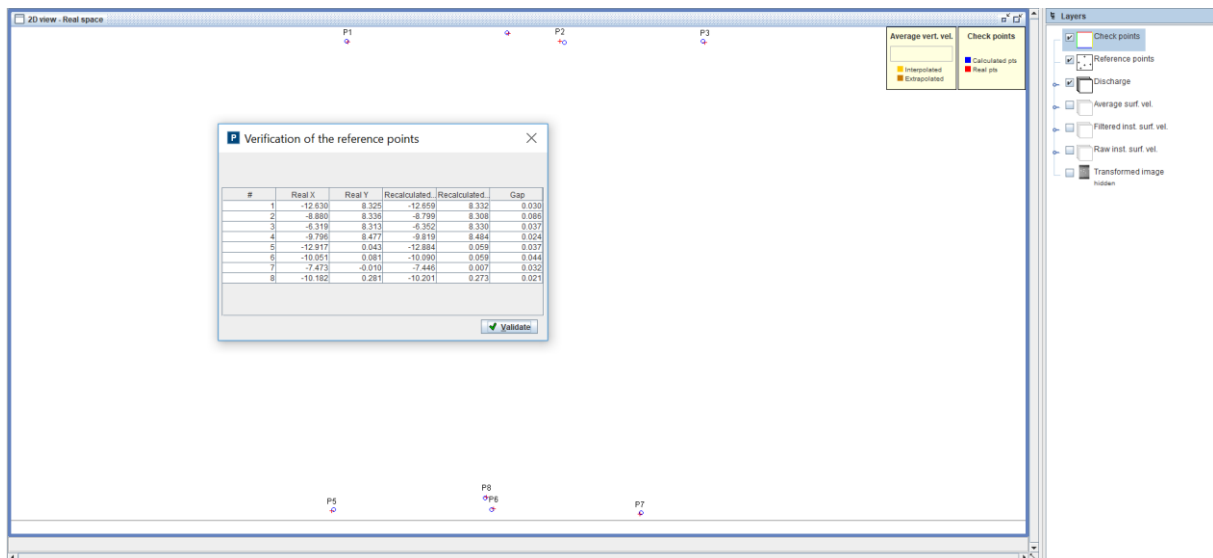 2D view - Real space
P1
P2
P3
Average vert. vel.
Interpolated
Extrapolated
Check points
Calculated pts
Real pts
P Verification of the reference points
# Real X Real Y Recalculated... Recalculated... Gap
1 -12.630 8.325 -12.659 8.332 0.030
2 -8.880 8.336 -8.799 8.308 0.086
3 -6.319 8.313 -6.352 8.330 0.037
4 -9.796 8.477 -9.819 8.484 0.024
5 -12.917 0.043 -12.884 0.059 0.037
6 -10.051 0.081 -10.090 0.059 0.044
7 -7.473 -0.010 -7.446 0.007 0.032
8 -10.182 0.281 -10.201 0.273 0.021
Validate
P8
P6
P5
P7
Layers
Check points
Reference points
Discharge
Average surf. vel.
Filtered inst. surf. vel.
Raw inst. surf. vel.
Transformed image
hidden